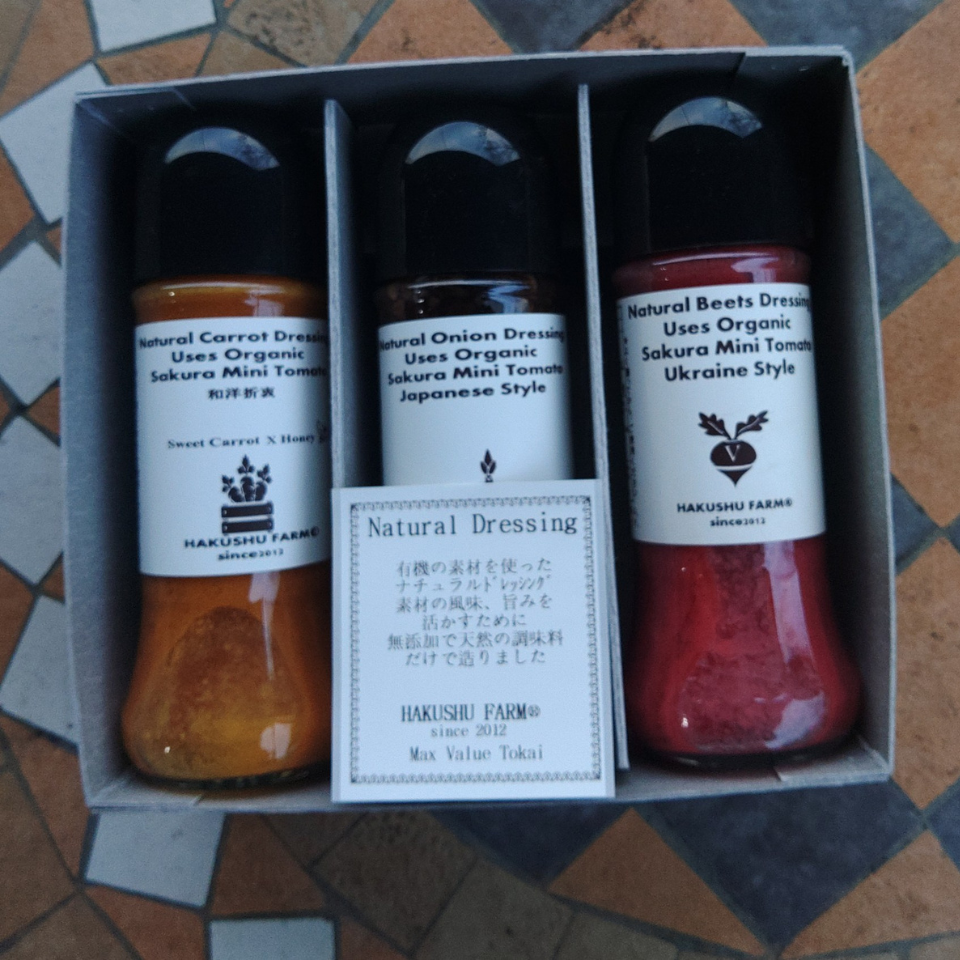 Natural Carrot Dressing
Uses Organic
Sakura Mini Tomato
和洋折衷
Sweet Carrot X Honey
HAKUSHU FARM®
since2012
Natural Onion Dressing
Uses Organic
Sakura Mini Tomato
Japanese Style
Natural Beets Dressing
Uses Organic
Sakura Mini Tomato
Ukraine Style
V
HAKUSHU FARM®
since2012
Natural Dressing
有機の素材を使った
ナチュラルドレッシング
素材の風味、旨みを
活かすために
無添加で天然の調味料
だけで造りました
HAKUSHU FARM®
since 2012
Max Value Tokai